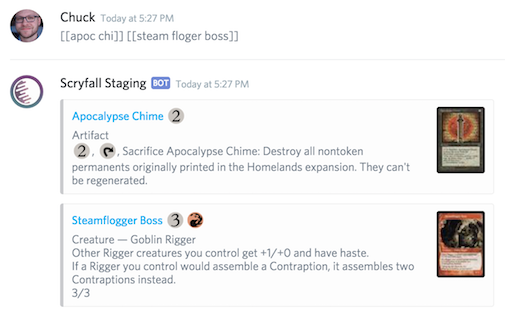 Chuck Today at 5:27 PM
[[apoc chi]] [[steam floger boss]]
Scryfall Staging BOT Today at 5:27 PM
Apocalypse Chime 2
Artifact
2, , Sacrifice Apocalypse Chime: Destroy all nontoken
permanents originally printed in the Homelands expansion. They can't
be regenerated.
Steamflogger Boss 3
Creature — Goblin Rigger
Other Rigger creatures you control get +1/+0 and have haste.
If a Rigger you control would assemble a Contraption, it assembles two
Contraptions instead.
3/3